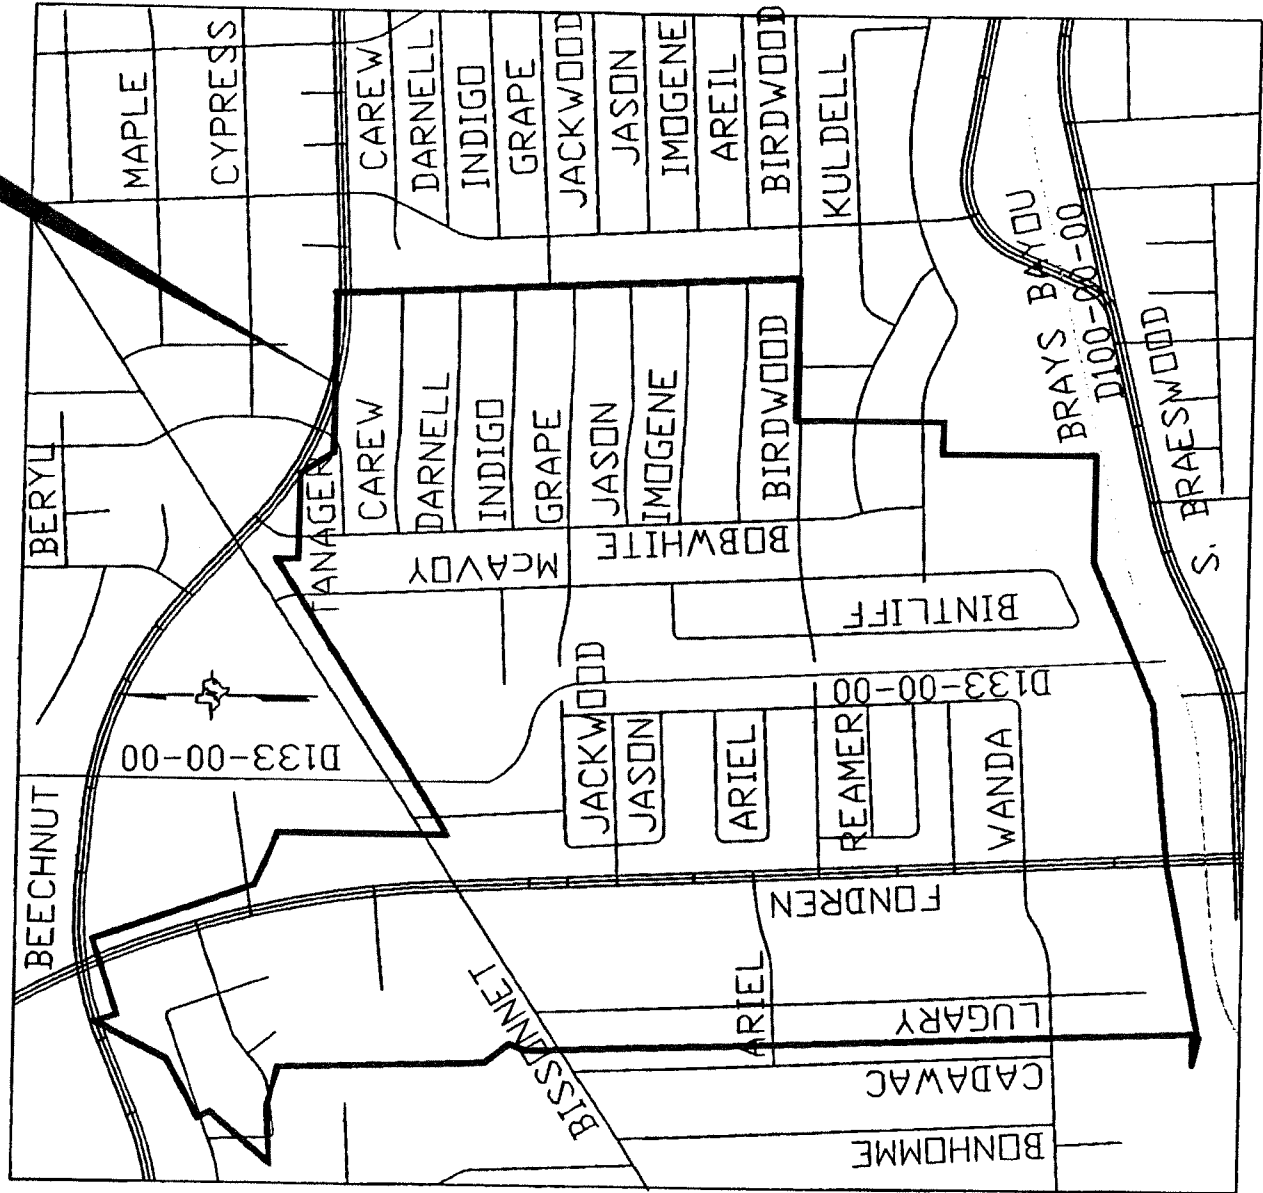 MAPLE
CYPRESS
CAREW
DARNELL
INDIGO
GRAPE
JACKWOOD
JASON
IMOGENE
AREIL
BIRDWOOD
KULDELL
BRAYS BAYOU
D100-00-00
S. BRAESWOOD
BERYL
TANAGER
CAREW
DARNELL
INDIGO
GRAPE
JASON
IMOGENE
BIRDWOOD
McAVOY
BOBWHITE
BINTLIFF
D133-00-00
D133-00-00
JACKWOOD
JASON
ARIEL
REAMER
WANDA
BEECHNUT
FONDREN
BISSONNET
ARIEL
LUGARY
CADAWAC
BONHOMME